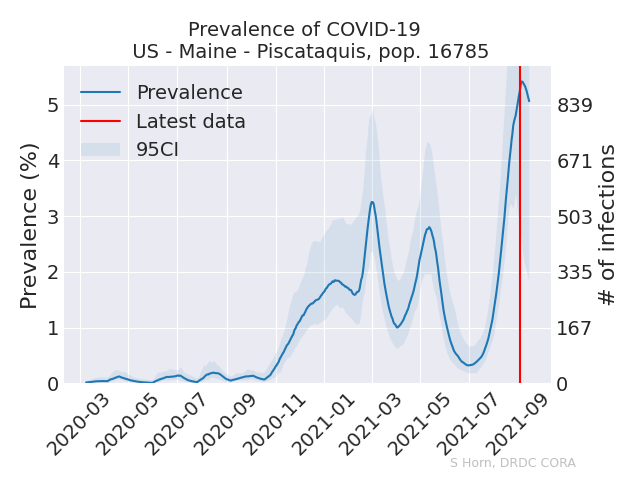 Prevalence of COVID-19
US - Maine - Piscataquis, pop. 16785
Prevalence
Latest data
95CI
Prevalence (%)
5
4
3
2
1
0
839
671
503
335
167
0
# of infections
2020-03
2020-05
2020-07
2020-09
2020-11
2021-01
2021-03
2021-05
2021-07
2021-09
S Horn, DRDC CORA